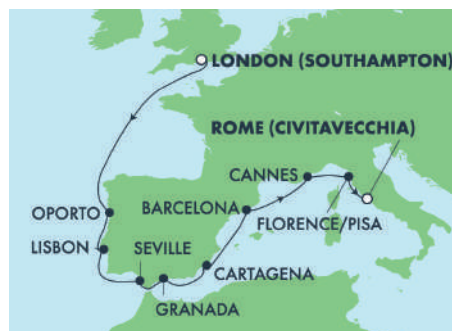 LONDON (SOUTHAMPTON)
ROME (CIVITAVECCHIA)
CANNES
OPORTO
BARCELONA
FLORENCE/PISA
LISBON
SEVILLE
CARTAGENA
GRANADA